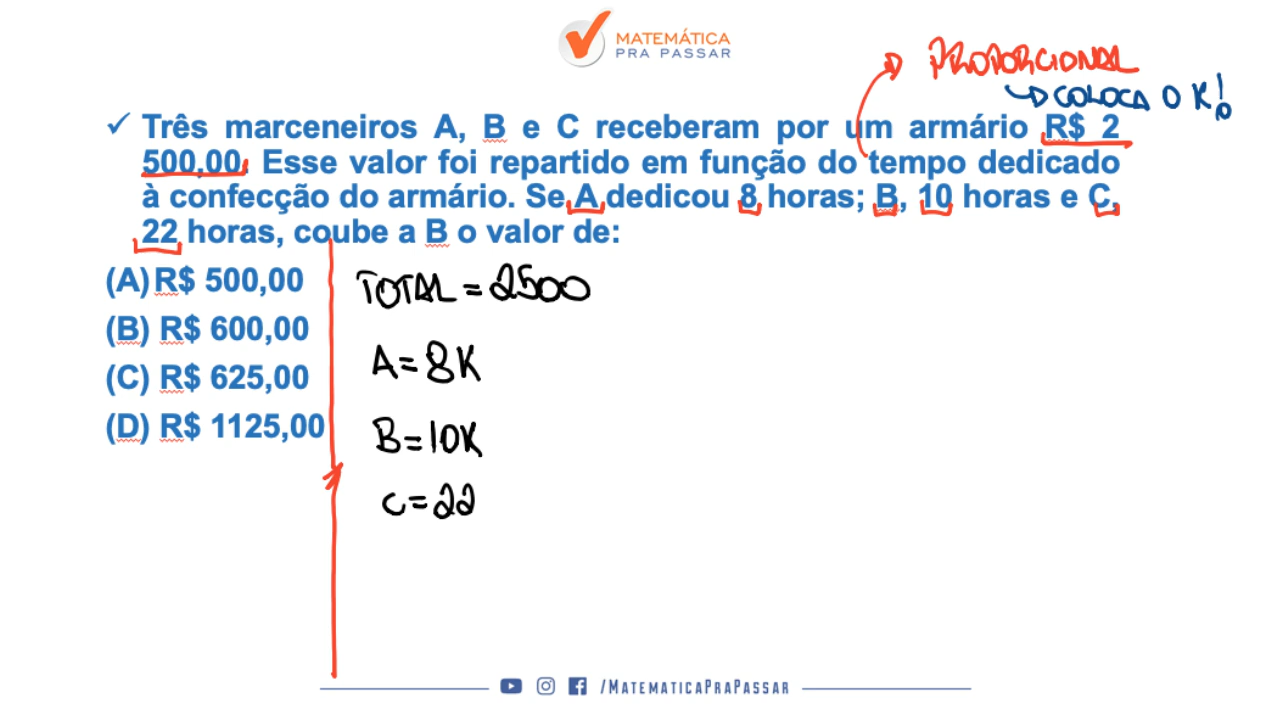 MATEMÁTICA
PRA PASSAR
PROPORCIONAL
COLOCA O K!
✓ Três marceneiros A, B e C receberam por um armário R$ 2
500,00. Esse valor foi repartido em função do tempo dedicado
à confecção do armário. Se A dedicou 8 horas; B, 10 horas e C,
22 horas, coube a B o valor de:
(A) R$ 500,00
(B) R$ 600,00
(C) R$ 625,00
(D) R$ 1125,00
TOTAL = 2500
A = 8K
B = 10K
C = 22
/MATEMATICAPRAPASSAR